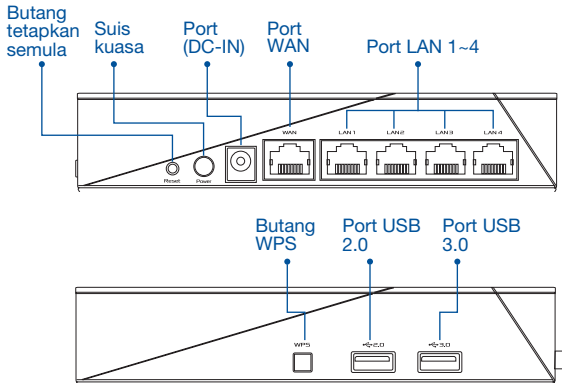 Butang
tetapkan
semula
Suis
kuasa
Port
(DC-IN)
Port
WAN
Port LAN 1~4
WAN
LAN 1
LAN 2
LAN 3
LAN 4
Reset
Power
Butang
WPS
Port USB
2.0
Port USB
3.0
WPS
2.0
3.0